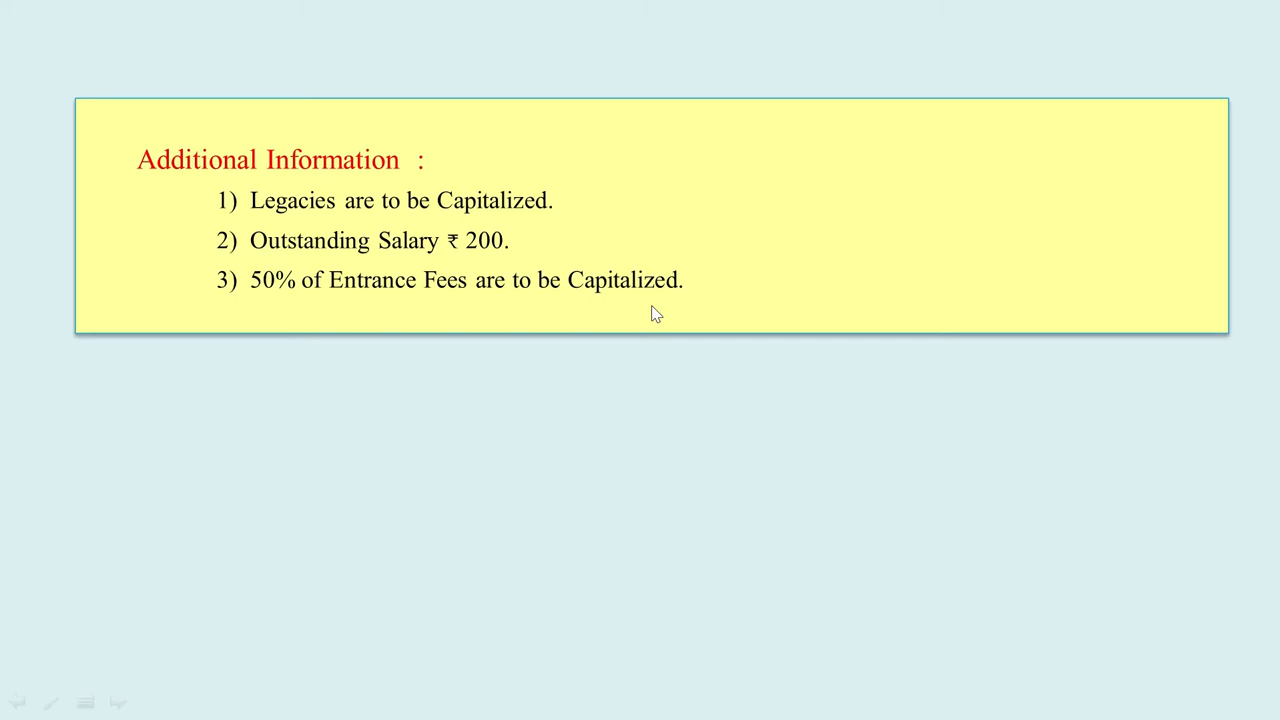 Additional Information :
1) Legacies are to be Capitalized.
2) Outstanding Salary ₹ 200.
3) 50% of Entrance Fees are to be Capitalized.